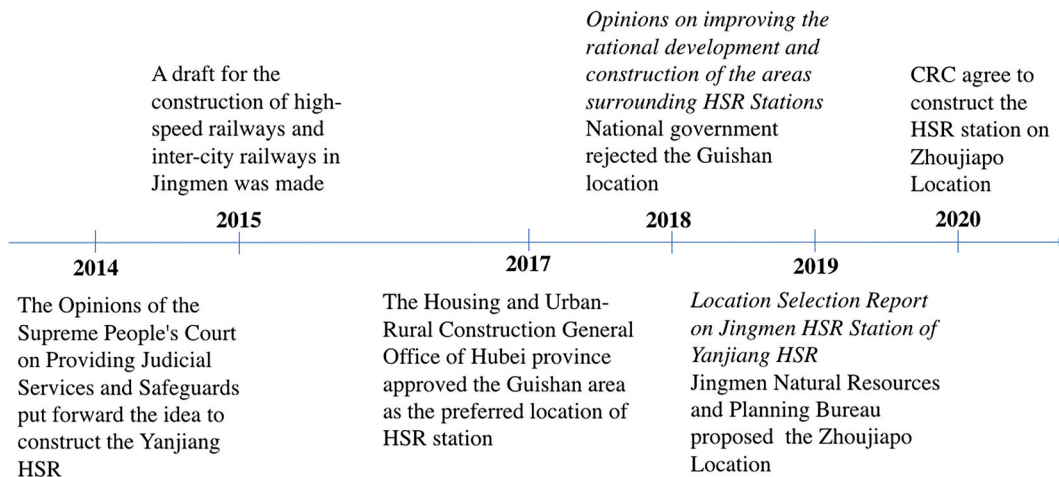 A draft for the
construction of high-
speed railways and
inter-city railways in
Jingmen was made
Opinions on improving the
rational development and
construction of the areas
surrounding HSR Stations
National government
rejected the Guishan
location
CRC agree to
construct the
HSR station on
Zhoujiapo
Location
2015
2018
2020
2014
2017
2019
The Opinions of the
Supreme People's Court
on Providing Judicial
Services and Safeguards
put forward the idea to
construct the Yanjiang
HSR
The Housing and Urban-
Rural Construction General
Office of Hubei province
approved the Guishan area
as the preferred location of
HSR station
Location Selection Report
on Jingmen HSR Station of
Yanjiang HSR
Jingmen Natural Resources
and Planning Bureau
proposed the Zhoujiapo
Location